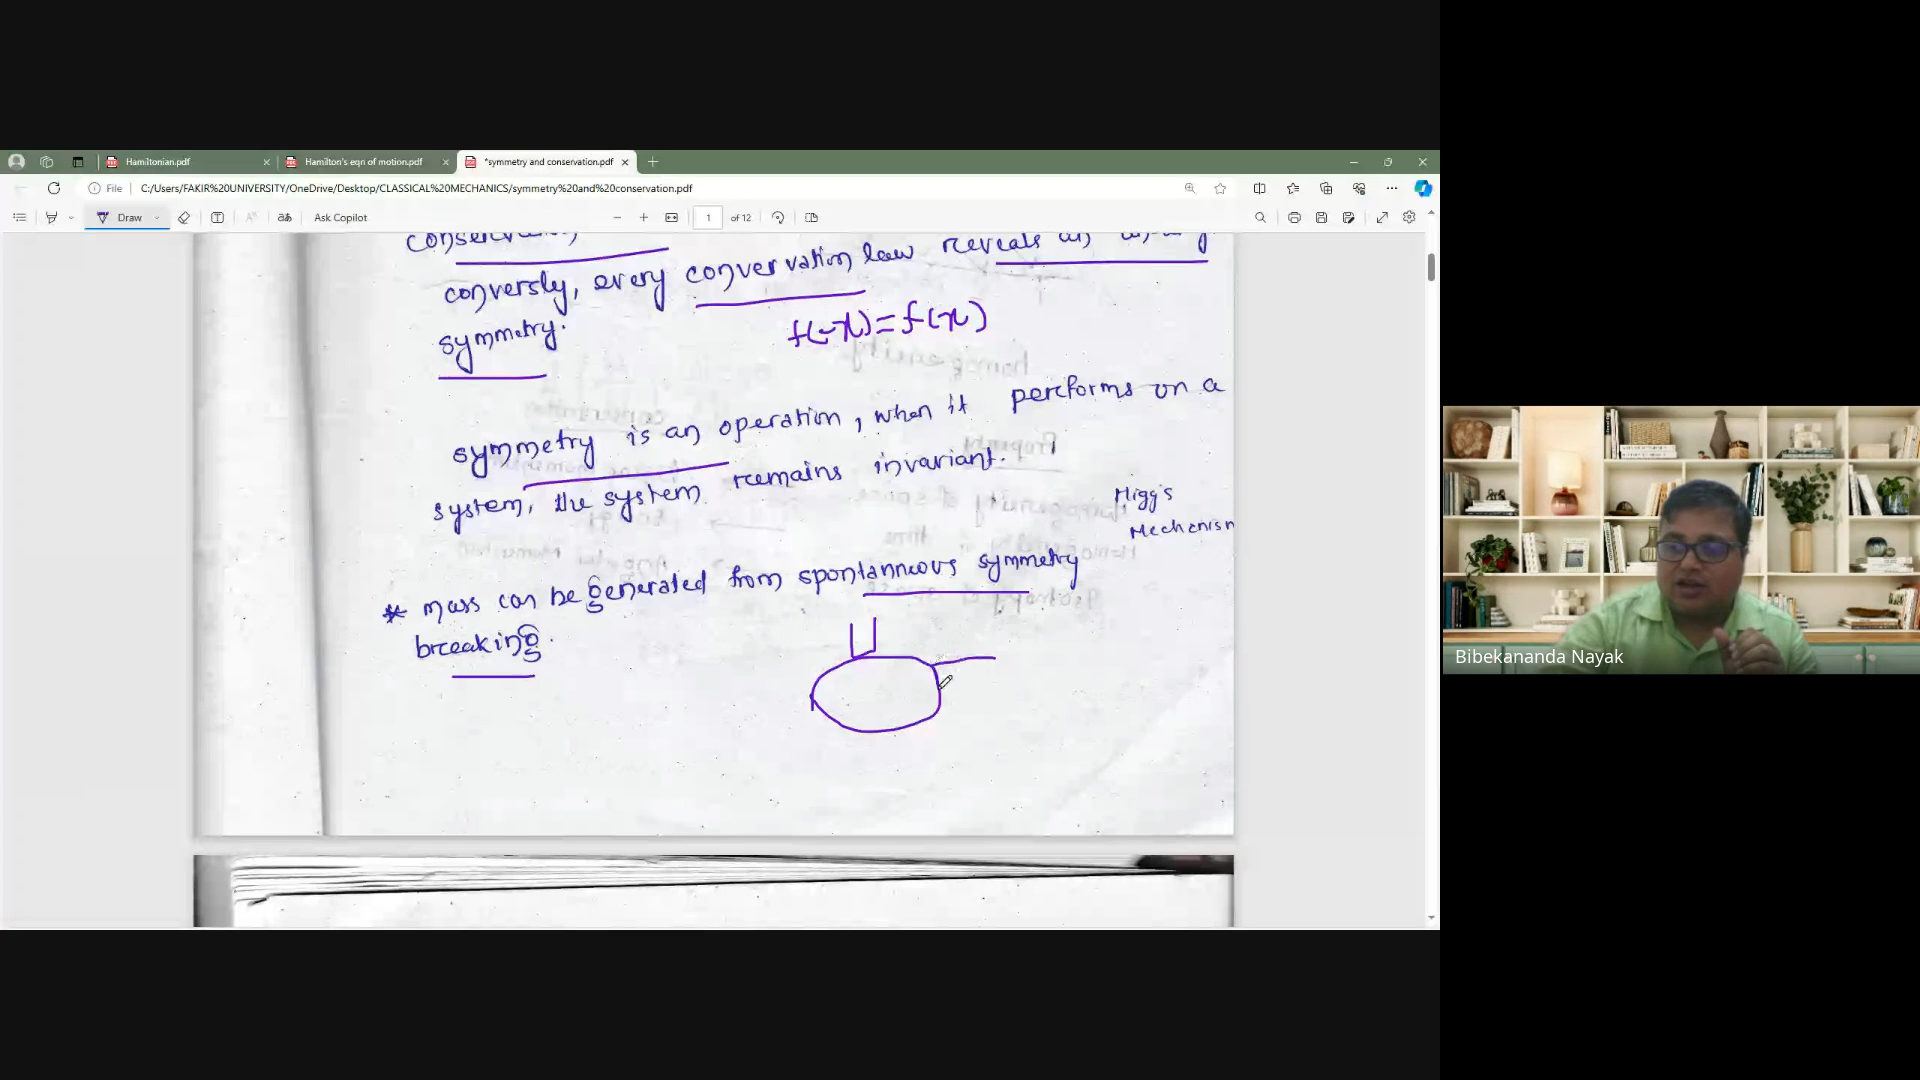 Hamiltonian.pdf
Hamilton's eqn of motion.pdf
*symmetry and conservation.pdf
File
C:/Users/FAKIR%20UNIVERSITY/OneDrive/Desktop/CLASSICAL%20MECHANICS/symmetry%20and%20conservation.pdf
Draw
Ask Copilot
1
of 12
law reveals
conversly, every convervation
symmetry.
f(-x)=f(x)
symmetry is an operation, when it performs on a
system, the system remains invariant.
Higg's
Mechanism
* mass can be generated from spontanneous symmetry
breaking.
Bibekananda Nayak